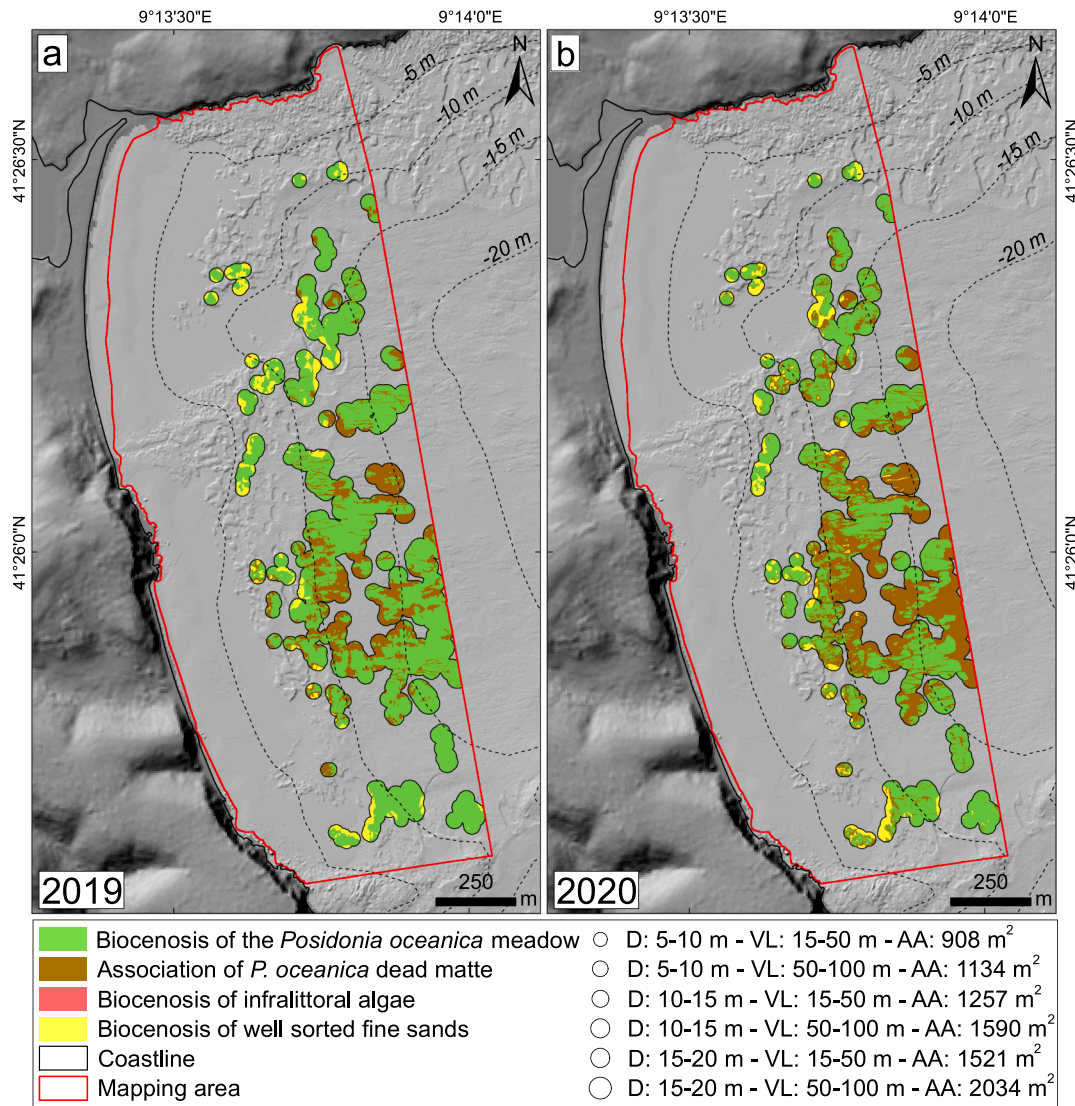 9°13'30"E
9°14'0"E
9°13'30"E
9°14'0"E
a
N
-5 m
-10 m
-15 m
-20 m
41°26'30"N
41°26'0"N
2019
250
m
b
N
-5 m
-10 m
-15 m
-20 m
41°26'30"N
41°26'0"N
2020
250
m
Biocenosis of the Posidonia oceanica meadow
Association of P. oceanica dead matte
Biocenosis of infralittoral algae
Biocenosis of well sorted fine sands
Coastline
Mapping area
D: 5-10 m - VL: 15-50 m - AA: 908 m²
D: 5-10 m - VL: 50-100 m - AA: 1134 m²
D: 10-15 m - VL: 15-50 m - AA: 1257 m²
D: 10-15 m - VL: 50-100 m - AA: 1590 m²
D: 15-20 m - VL: 15-50 m - AA: 1521 m²
D: 15-20 m - VL: 50-100 m - AA: 2034 m²